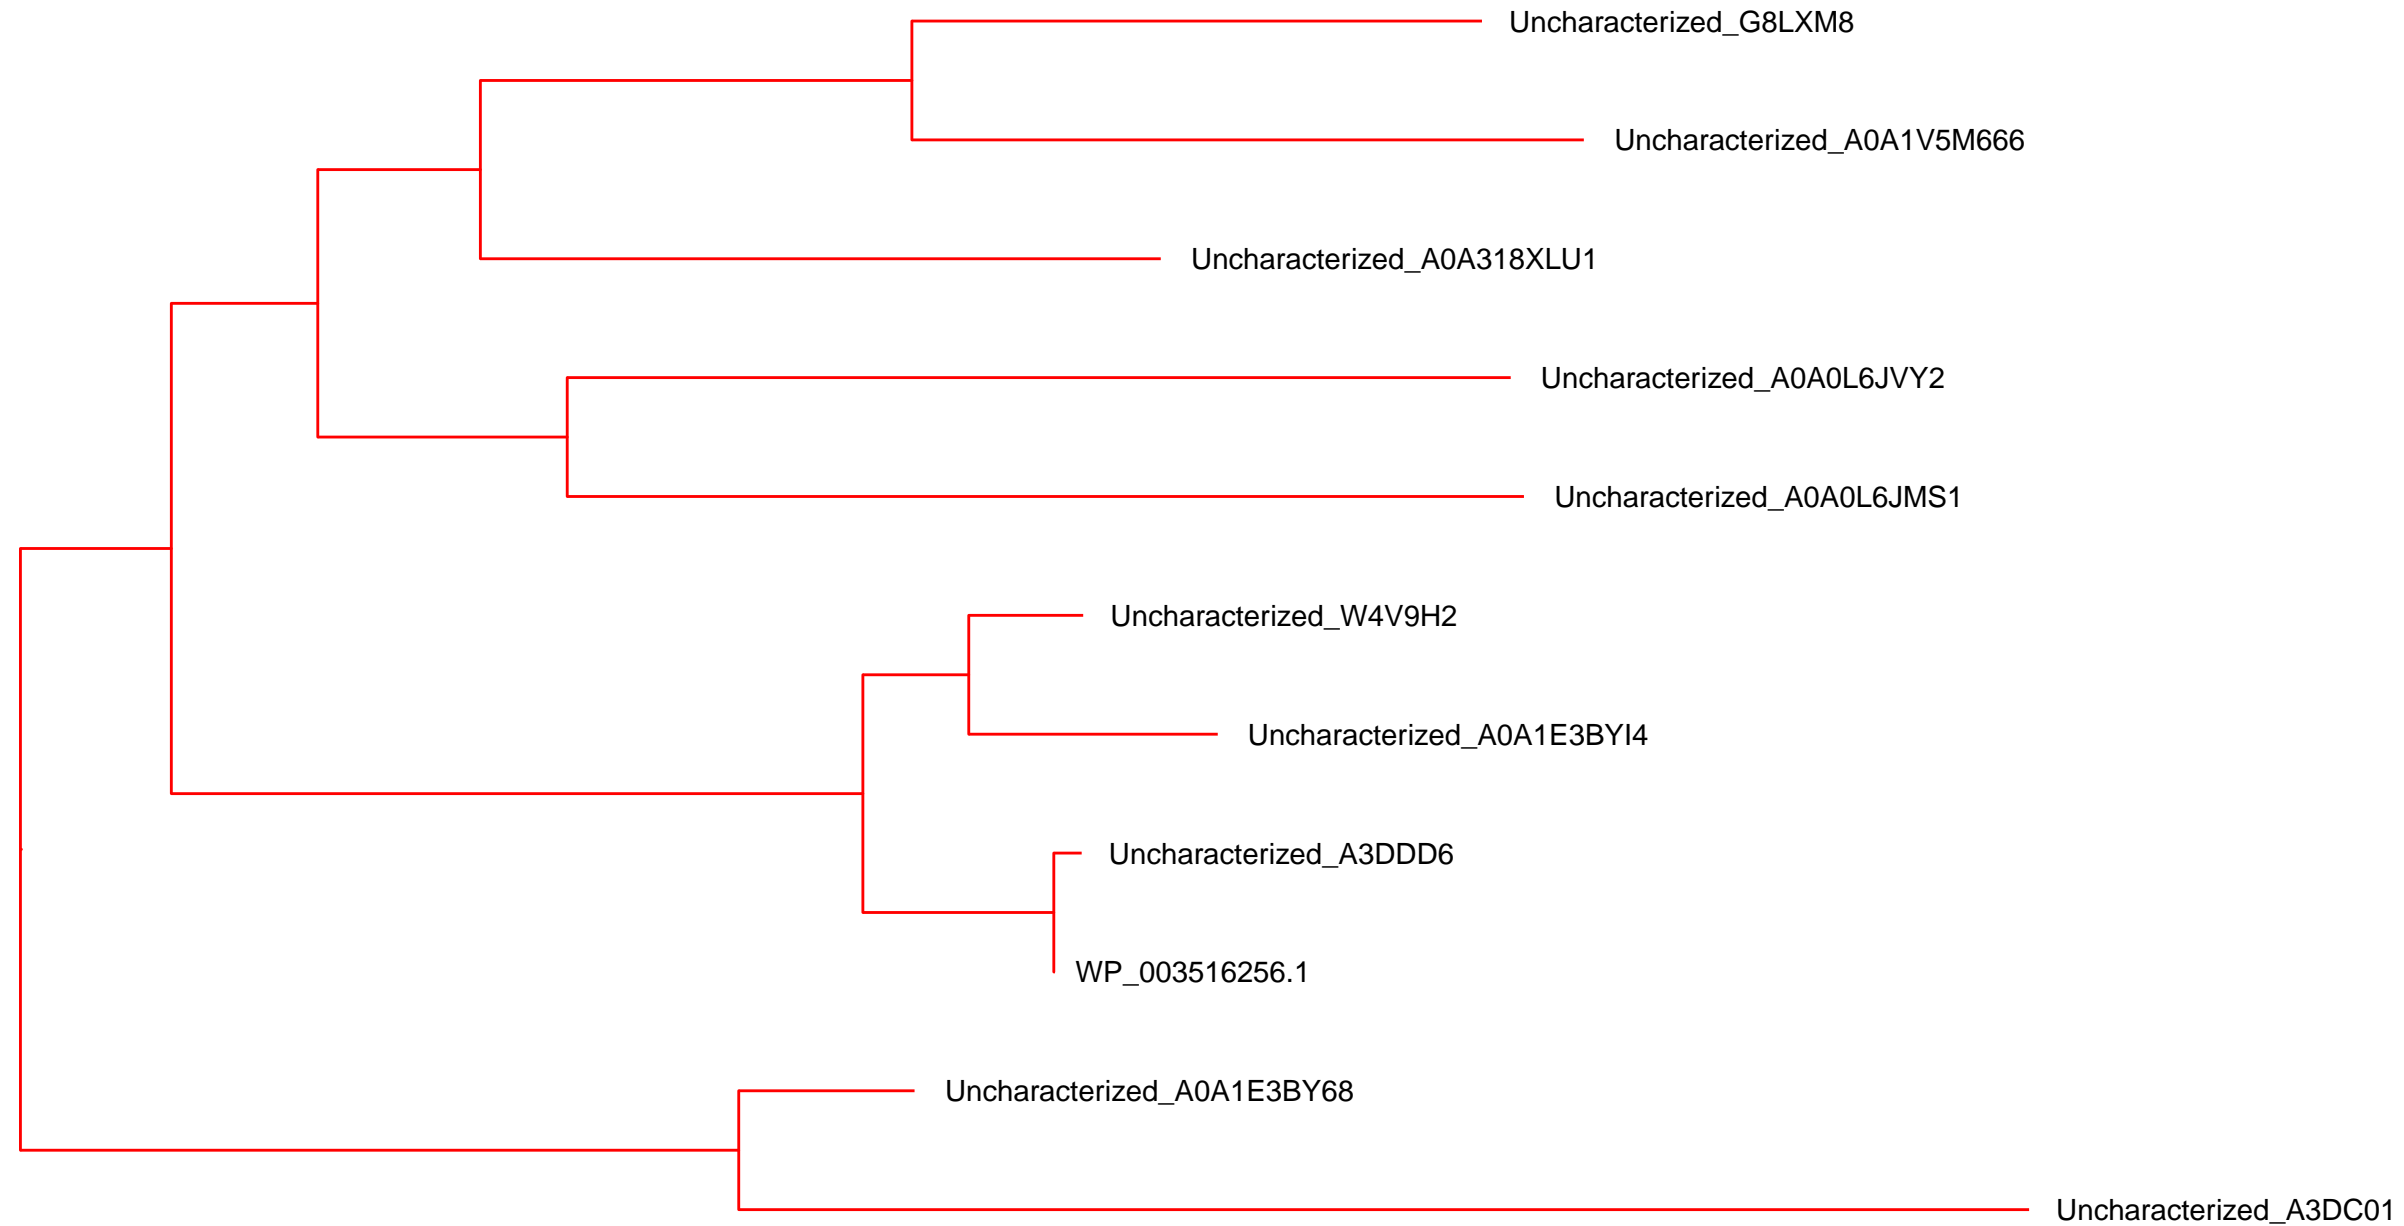 Uncharacterized_G8LXM8
Uncharacterized_A0A1V5M666
Uncharacterized_A0A318XLU1
Uncharacterized_A0A0L6JVY2
Uncharacterized_A0A0L6JMS1
Uncharacterized_W4V9H2
Uncharacterized_A0A1E3BYI4
Uncharacterized_A3DDD6
WP_003516256.1
Uncharacterized_A0A1E3BY68
Uncharacterized_A3DC01